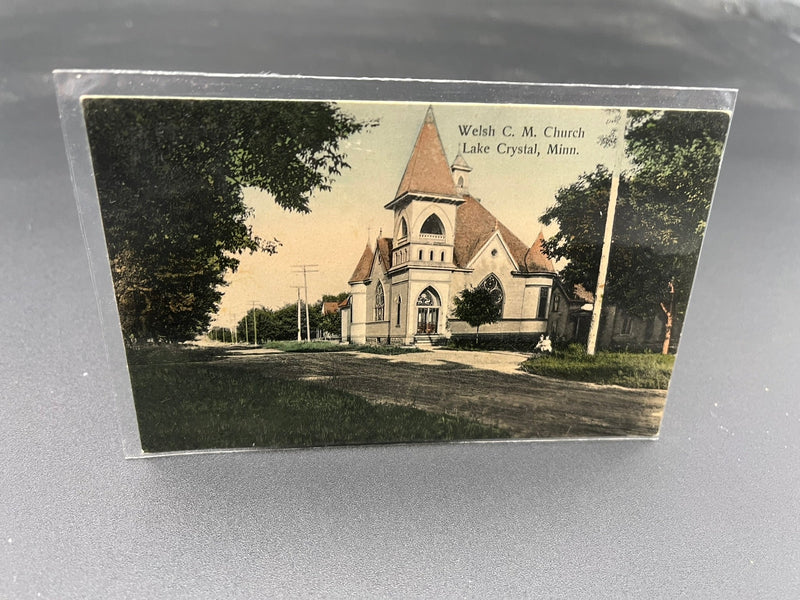 Welsh C. M. Church
Lake Crystal, Minn.